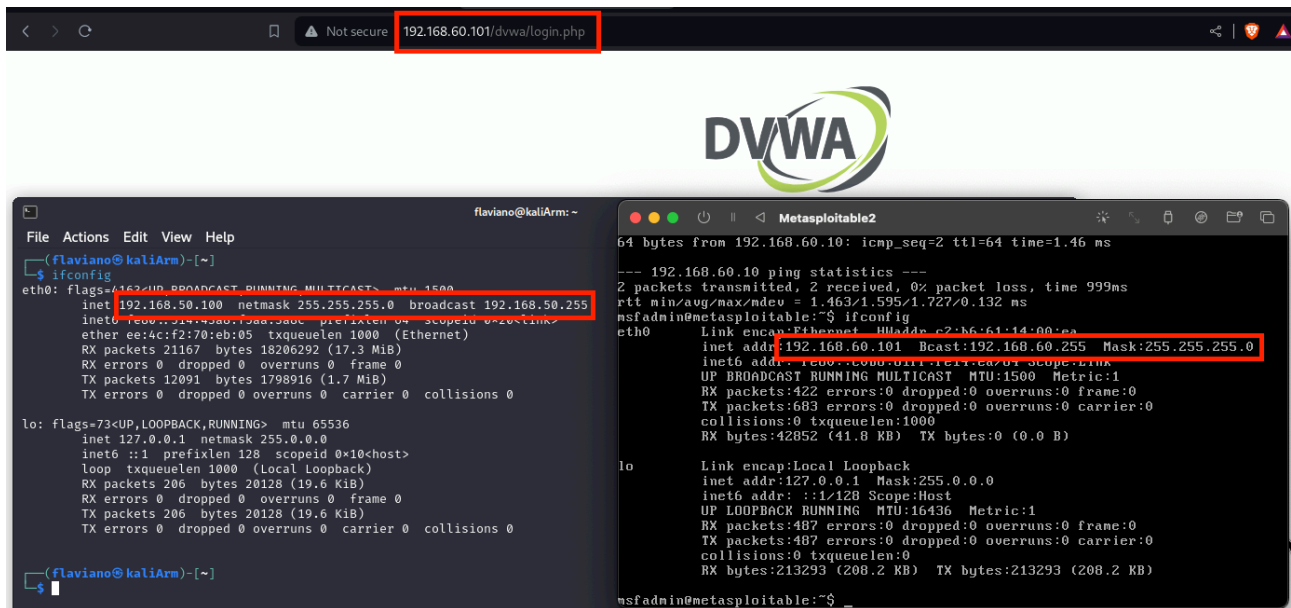 Not secure 192.168.60.101/dvwa/login.php
DVWA
flaviano@kaliArm: ~
File Actions Edit View Help
(flaviano㉿kaliArm)-[~]
$ ifconfig
eth0: flags=4163<UP,BROADCAST,RUNNING,MULTICAST> mtu 1500
inet 192.168.50.100 netmask 255.255.255.0 broadcast 192.168.50.255
inet6 prefixlen 64 scopeid 0×20<link>
ether ee:4c:f2:70:eb:05 txqueuelen 1000 (Ethernet)
RX packets 21167 bytes 18206292 (17.3 MiB)
RX errors 0 dropped 0 overruns 0 frame 0
TX packets 12091 bytes 1798916 (1.7 MiB)
TX errors 0 dropped 0 overruns 0 carrier 0 collisions 0
lo: flags=73<UP,LOOPBACK,RUNNING> mtu 65536
inet 127.0.0.1 netmask 255.0.0.0
inet6 ::1 prefixlen 128 scopeid 0×10<host>
loop txqueuelen 1000 (Local Loopback)
RX packets 206 bytes 20128 (19.6 KiB)
RX errors 0 dropped 0 overruns 0 frame 0
TX packets 206 bytes 20128 (19.6 KiB)
TX errors 0 dropped 0 overruns 0 carrier 0 collisions 0
(flaviano㉿kaliArm)-[~]
$
Metasploitable2
64 bytes from 192.168.60.10: icmp_seq=2 ttl=64 time=1.46 ms
--- 192.168.60.10 ping statistics ---
2 packets transmitted, 2 received, 0% packet loss, time 999ms
rtt min/avg/max/mdev = 1.463/1.595/1.727/0.132 ms
msfadmin@metasploitable:~$ ifconfig
eth0 Link encap:Ethernet HWaddr c2:b6:61:14:00:ea
inet addr:192.168.60.101 Bcast:192.168.60.255 Mask:255.255.255.0
inet6 addr: Scope:Link
UP BROADCAST RUNNING MULTICAST MTU:1500 Metric:1
RX packets:422 errors:0 dropped:0 overruns:0 frame:0
TX packets:683 errors:0 dropped:0 overruns:0 carrier:0
collisions:0 txqueuelen:1000
RX bytes:42852 (41.8 KB) TX bytes:0 (0.0 B)
lo Link encap:Local Loopback
inet addr:127.0.0.1 Mask:255.0.0.0
inet6 addr: ::1/128 Scope:Host
UP LOOPBACK RUNNING MTU:16436 Metric:1
RX packets:487 errors:0 dropped:0 overruns:0 frame:0
TX packets:487 errors:0 dropped:0 overruns:0 carrier:0
collisions:0 txqueuelen:0
RX bytes:213293 (208.2 KB) TX bytes:213293 (208.2 KB)
msfadmin@metasploitable:~$ _